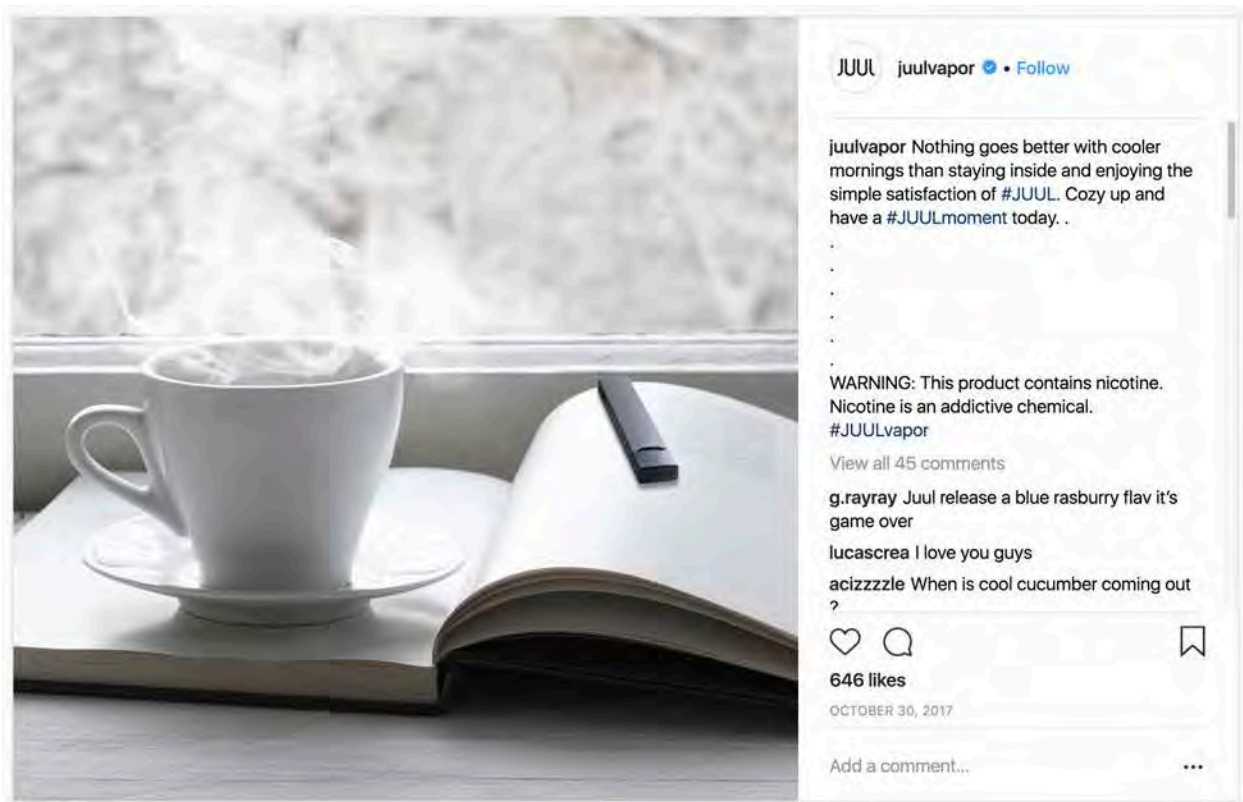 JUUL juulvapor • Follow
juulvapor Nothing goes better with cooler
mornings than staying inside and enjoying the
simple satisfaction of #JUUL. Cozy up and
have a #JUULmoment today. .
.
.
.
.
.
.
WARNING: This product contains nicotine.
Nicotine is an addictive chemical.
#JUULvapor
View all 45 comments
g.rayray Juul release a blue rasburry flav it's
game over
lucascrea I love you guys
acizzzzle When is cool cucumber coming out
?
646 likes
OCTOBER 30, 2017
Add a comment...